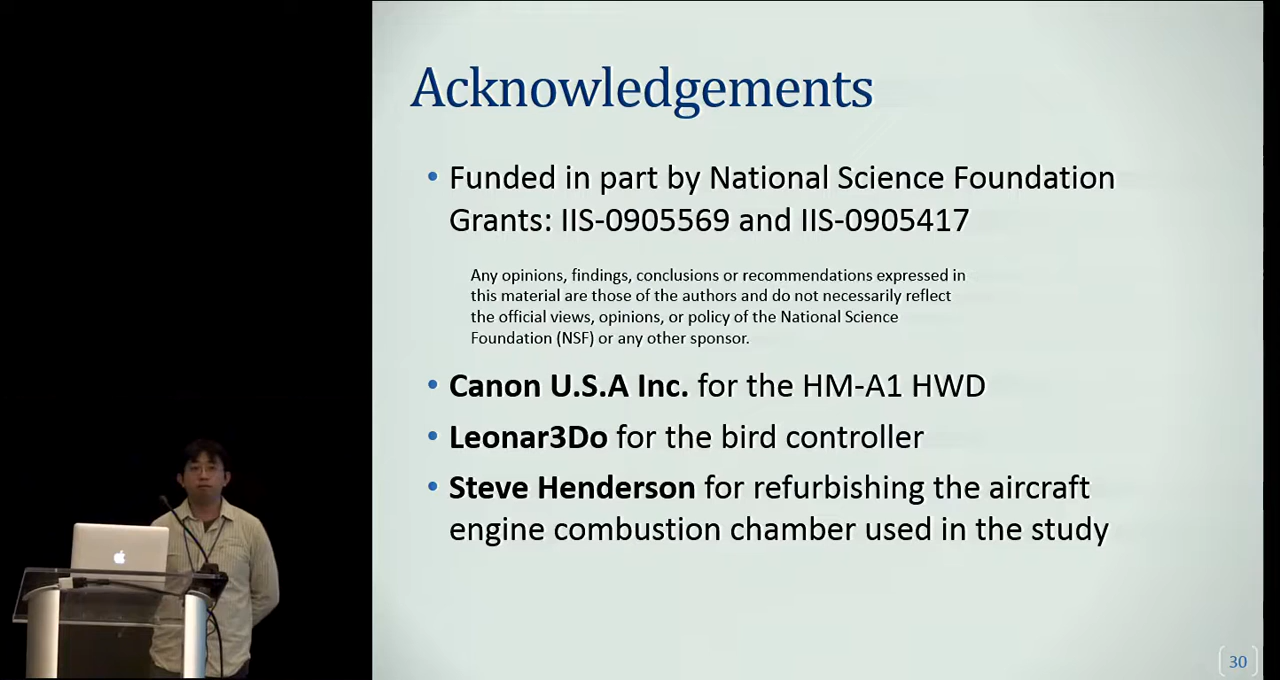 Acknowledgements
• Funded in part by National Science Foundation
Grants: IIS-0905569 and IIS-0905417
Any opinions, findings, conclusions or recommendations expressed in
this material are those of the authors and do not necessarily reflect
the official views, opinions, or policy of the National Science
Foundation (NSF) or any other sponsor.
• Canon U.S.A Inc. for the HM-A1 HWD
• Leonar3Do for the bird controller
• Steve Henderson for refurbishing the aircraft
engine combustion chamber used in the study
30